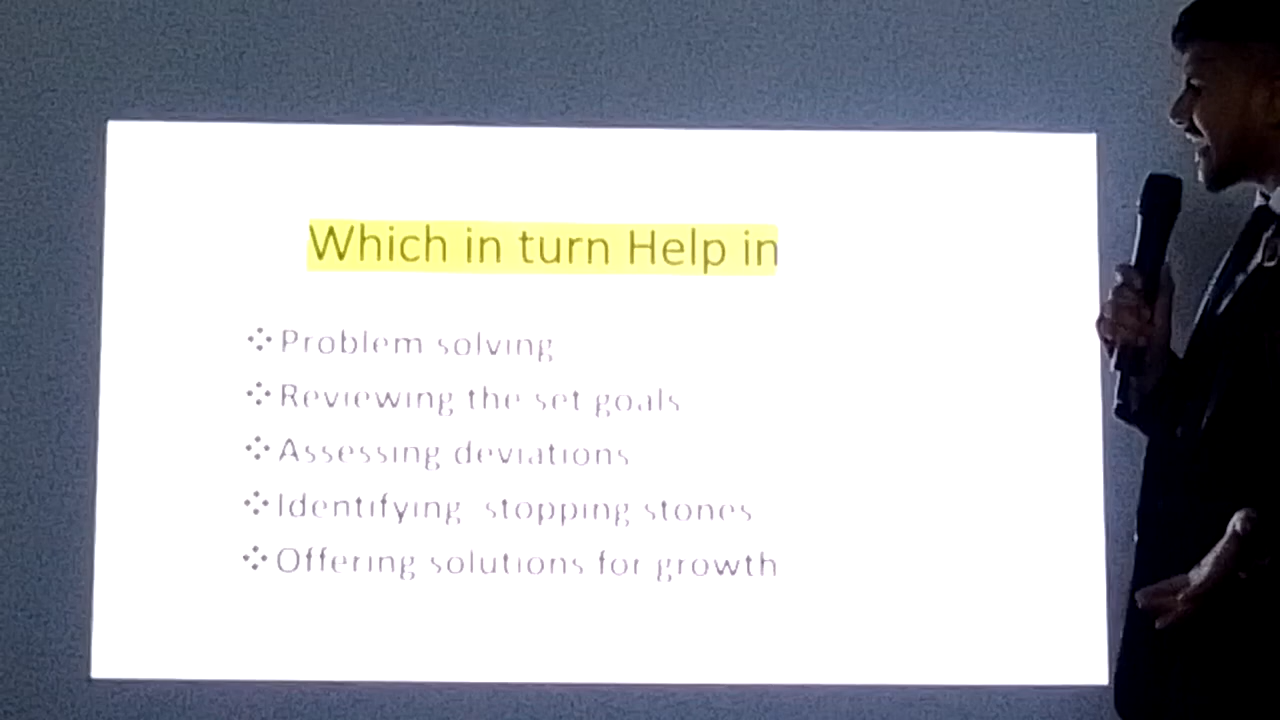 Which in turn Help in
Problem solving
Reviewing the set goals
Assessing deviations
Identifying stopping stones
Offering solutions for growth